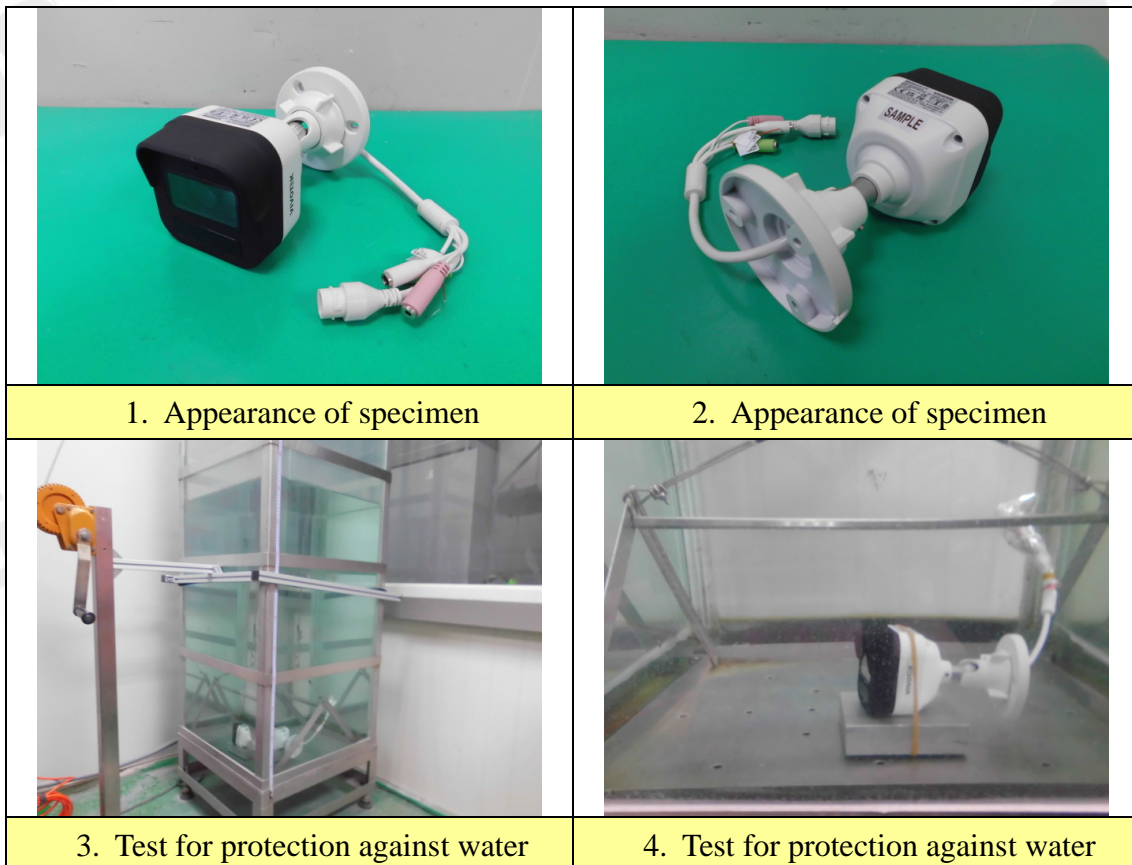 VIVOTEK
SAMPLE
1. Appearance of specimen
2. Appearance of specimen
3. Test for protection against water
4. Test for protection against water